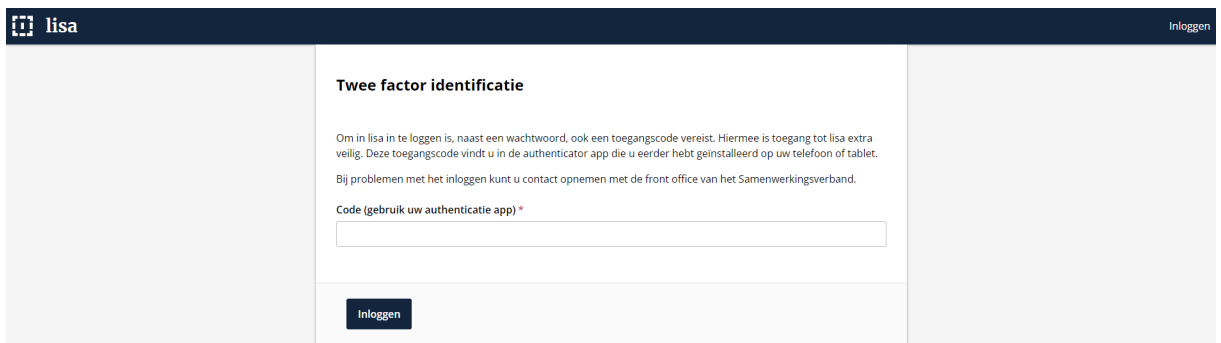 lisa
Inloggen
Twee factor identificatie
Om in lisa in te loggen is, naast een wachtwoord, ook een toegangscode vereist. Hiermee is toegang tot lisa extra
veilig. Deze toegangscode vindt u in de authenticator app die u eerder hebt geïnstalleerd op uw telefoon of tablet.
Bij problemen met het inloggen kunt u contact opnemen met de front office van het Samenwerkingsverband.
Code (gebruik uw authenticatie app) *
Inloggen